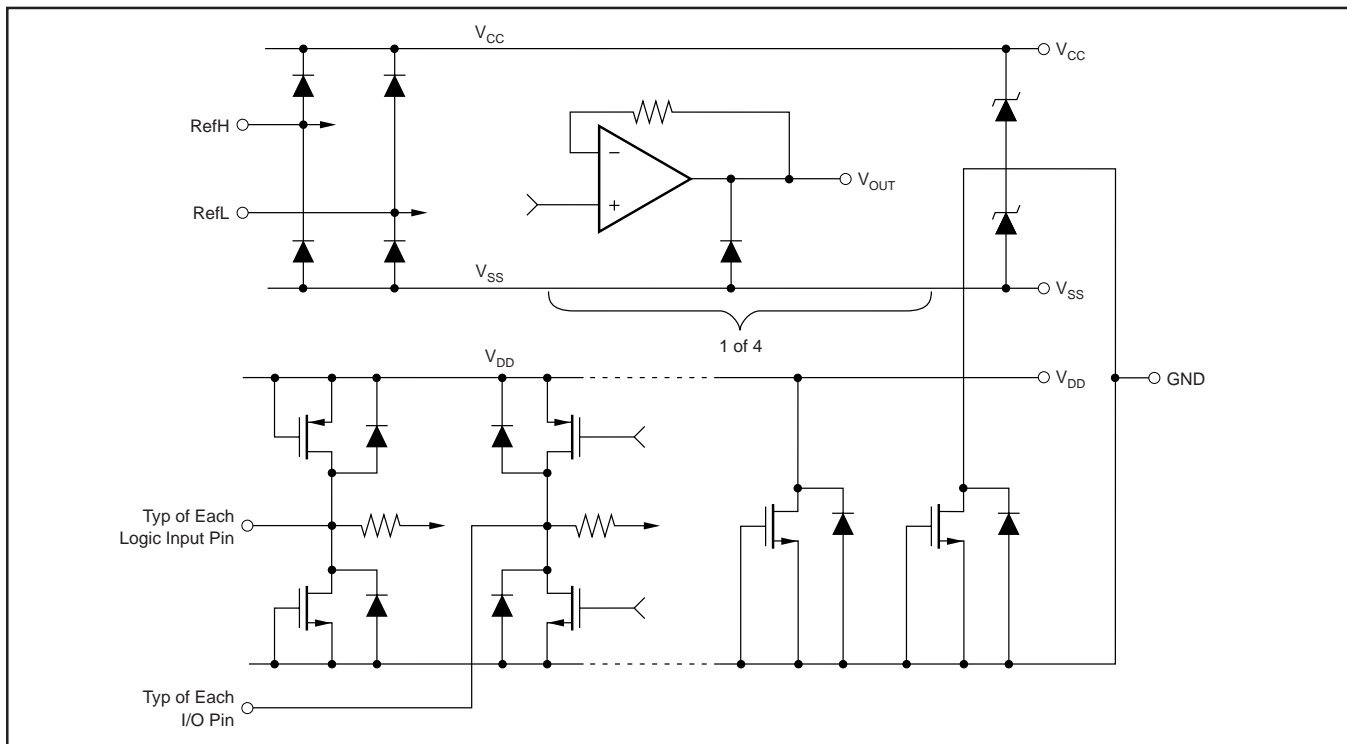 V_CC
V_CC
RefH
−
V_OUT
RefL
+
V_SS
V_SS
1 of 4
V_DD
V_DD
GND
Typ of Each
Logic Input Pin
Typ of Each
I/O Pin